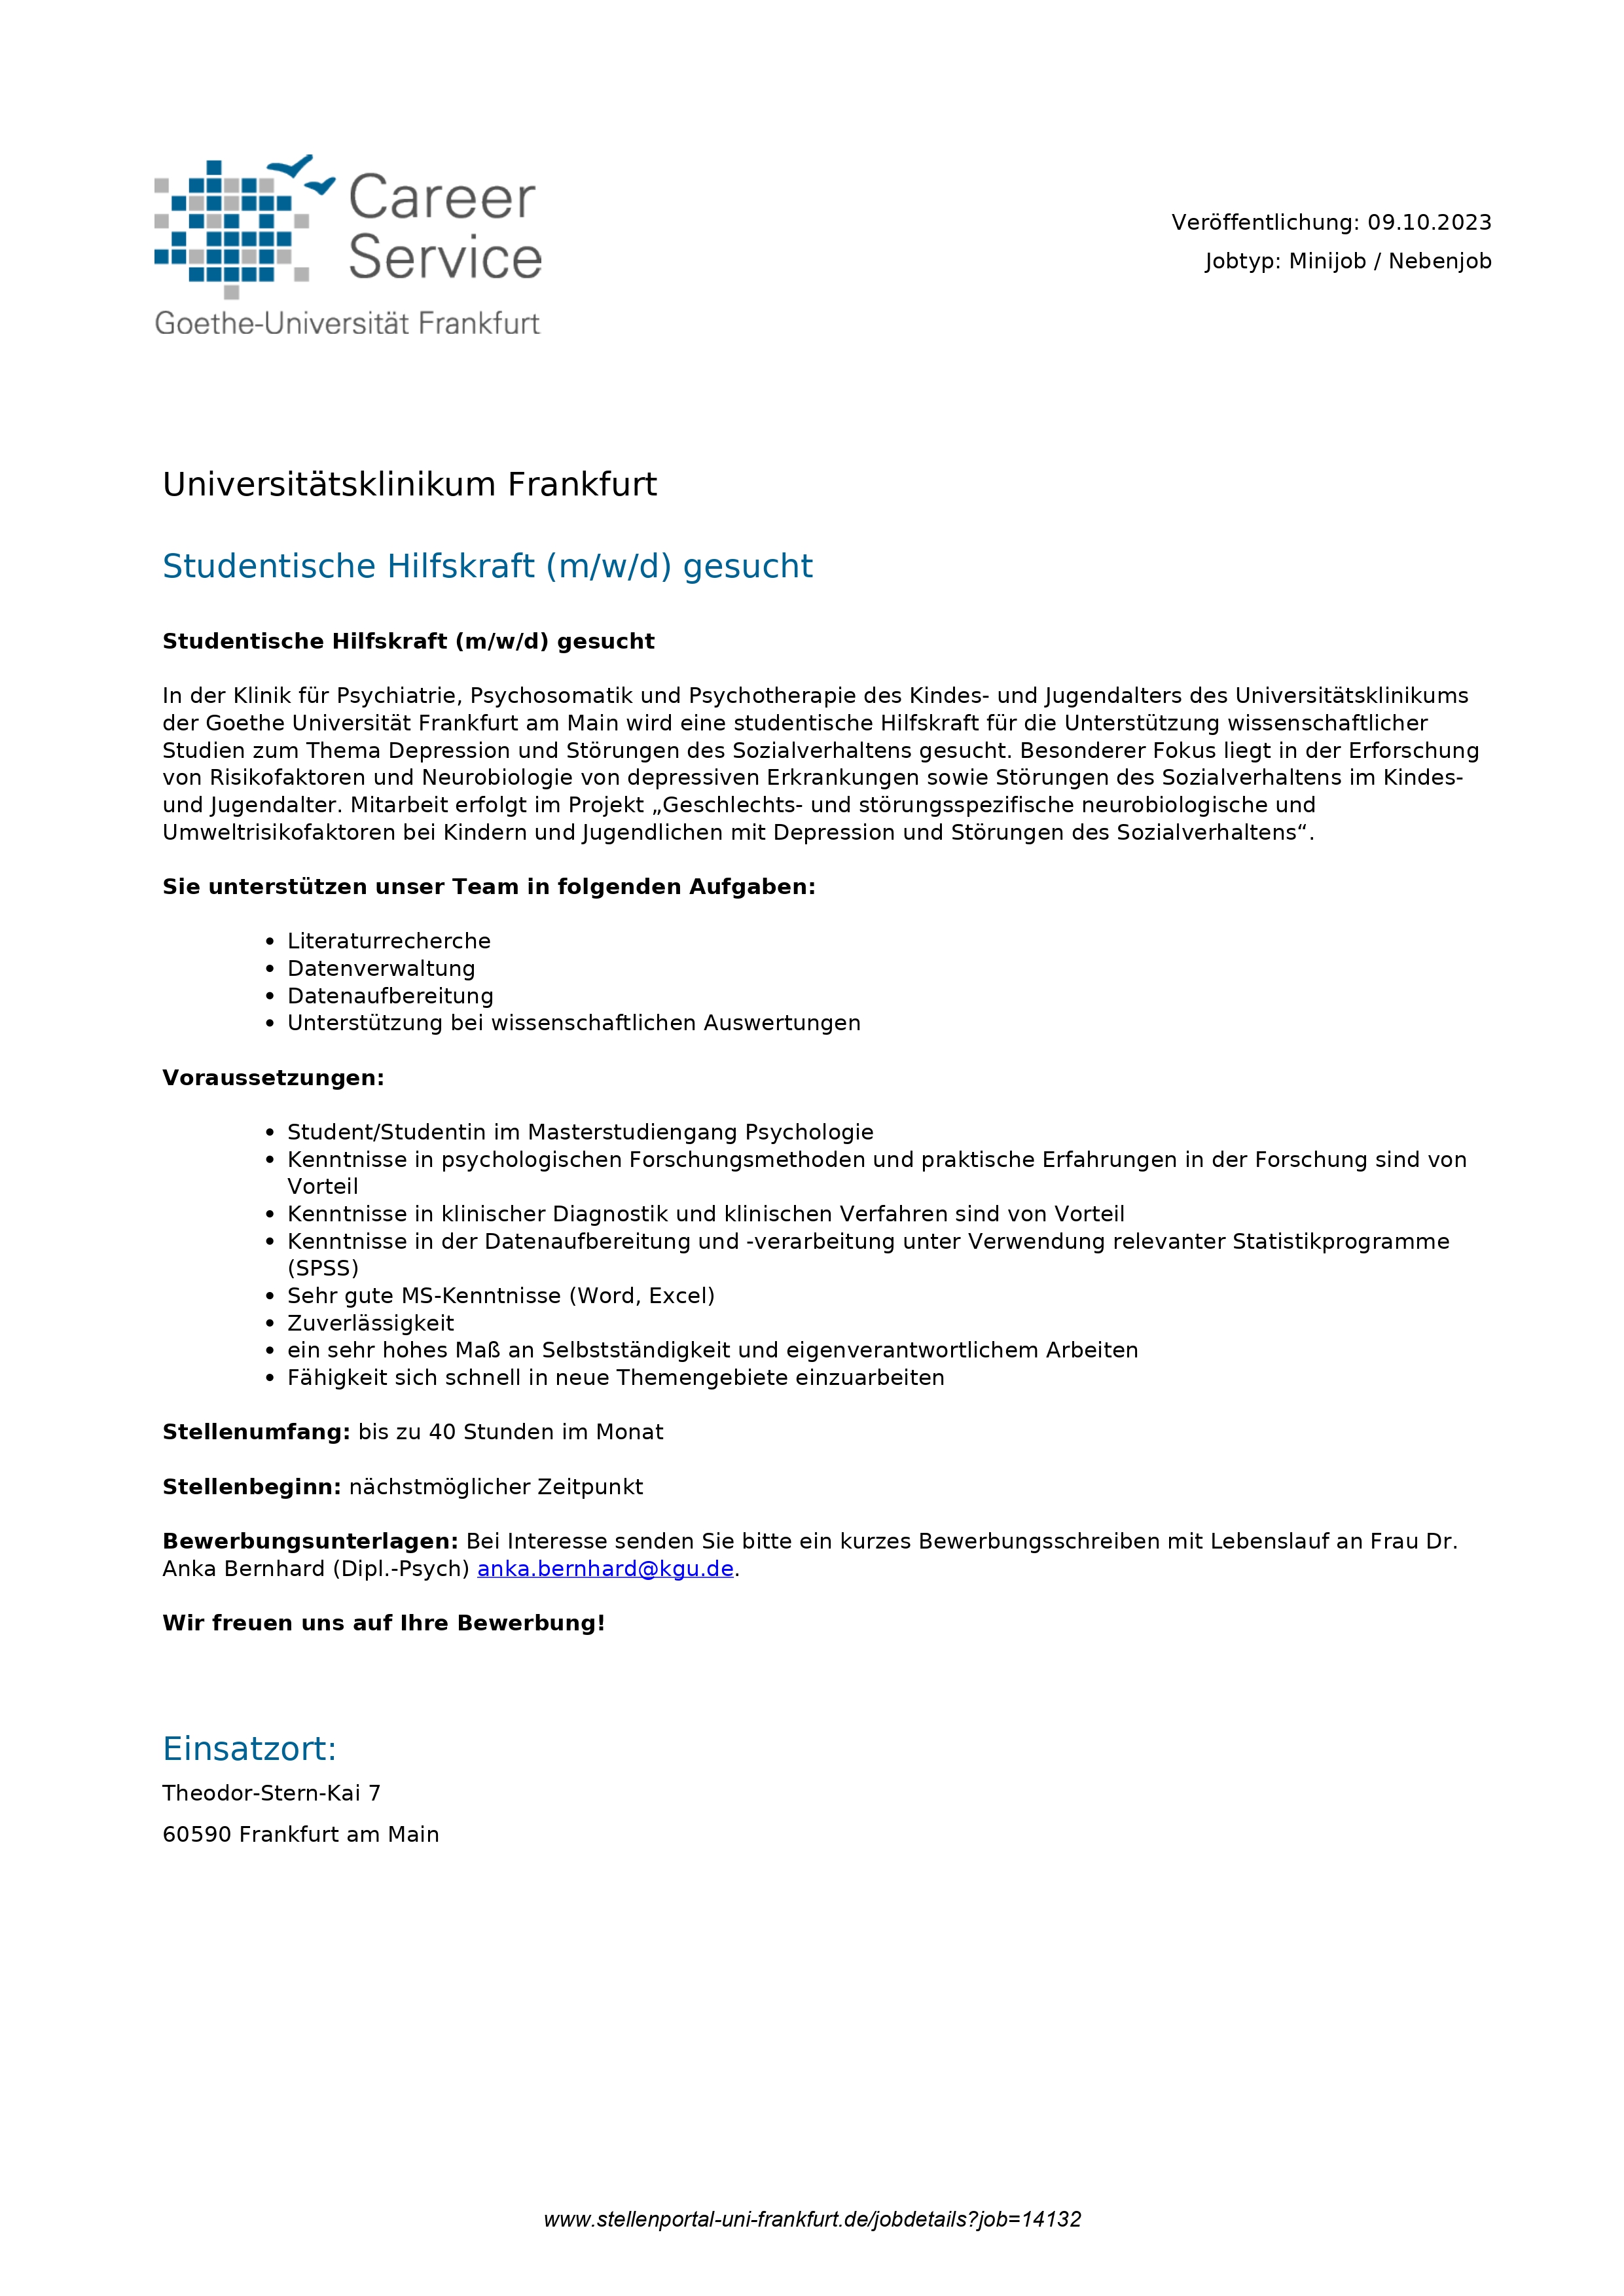 Career
Service
Goethe-Universität Frankfurt
Veröffentlichung: 09.10.2023
Jobtyp: Minijob / Nebenjob
Universitätsklinikum Frankfurt
Studentische Hilfskraft (m/w/d) gesucht
Studentische Hilfskraft (m/w/d) gesucht
In der Klinik für Psychiatrie, Psychosomatik und Psychotherapie des Kindes- und Jugendalters des Universitätsklinikums
der Goethe Universität Frankfurt am Main wird eine studentische Hilfskraft für die Unterstützung wissenschaftlicher
Studien zum Thema Depression und Störungen des Sozialverhaltens gesucht. Besonderer Fokus liegt in der Erforschung
von Risikofaktoren und Neurobiologie von depressiven Erkrankungen sowie Störungen des Sozialverhaltens im Kindes-
und Jugendalter. Mitarbeit erfolgt im Projekt „Geschlechts- und störungsspezifische neurobiologische und
Umweltrisikofaktoren bei Kindern und Jugendlichen mit Depression und Störungen des Sozialverhaltens“.
Sie unterstützen unser Team in folgenden Aufgaben:
• Literaturrecherche
• Datenverwaltung
• Datenaufbereitung
• Unterstützung bei wissenschaftlichen Auswertungen
Voraussetzungen:
• Student/Studentin im Masterstudiengang Psychologie
• Kenntnisse in psychologischen Forschungsmethoden und praktische Erfahrungen in der Forschung sind von
Vorteil
• Kenntnisse in klinischer Diagnostik und klinischen Verfahren sind von Vorteil
• Kenntnisse in der Datenaufbereitung und -verarbeitung unter Verwendung relevanter Statistikprogramme
(SPSS)
• Sehr gute MS-Kenntnisse (Word, Excel)
• Zuverlässigkeit
• ein sehr hohes Maß an Selbstständigkeit und eigenverantwortlichem Arbeiten
• Fähigkeit sich schnell in neue Themengebiete einzuarbeiten
Stellenumfang: bis zu 40 Stunden im Monat
Stellenbeginn: nächstmöglicher Zeitpunkt
Bewerbungsunterlagen: Bei Interesse senden Sie bitte ein kurzes Bewerbungsschreiben mit Lebenslauf an Frau Dr.
Anka Bernhard (Dipl.-Psych) anka.bernhard@kgu.de.
Wir freuen uns auf Ihre Bewerbung!
Einsatzort:
Theodor-Stern-Kai 7
60590 Frankfurt am Main
www.stellenportal-uni-frankfurt.de/jobdetails?job=14132